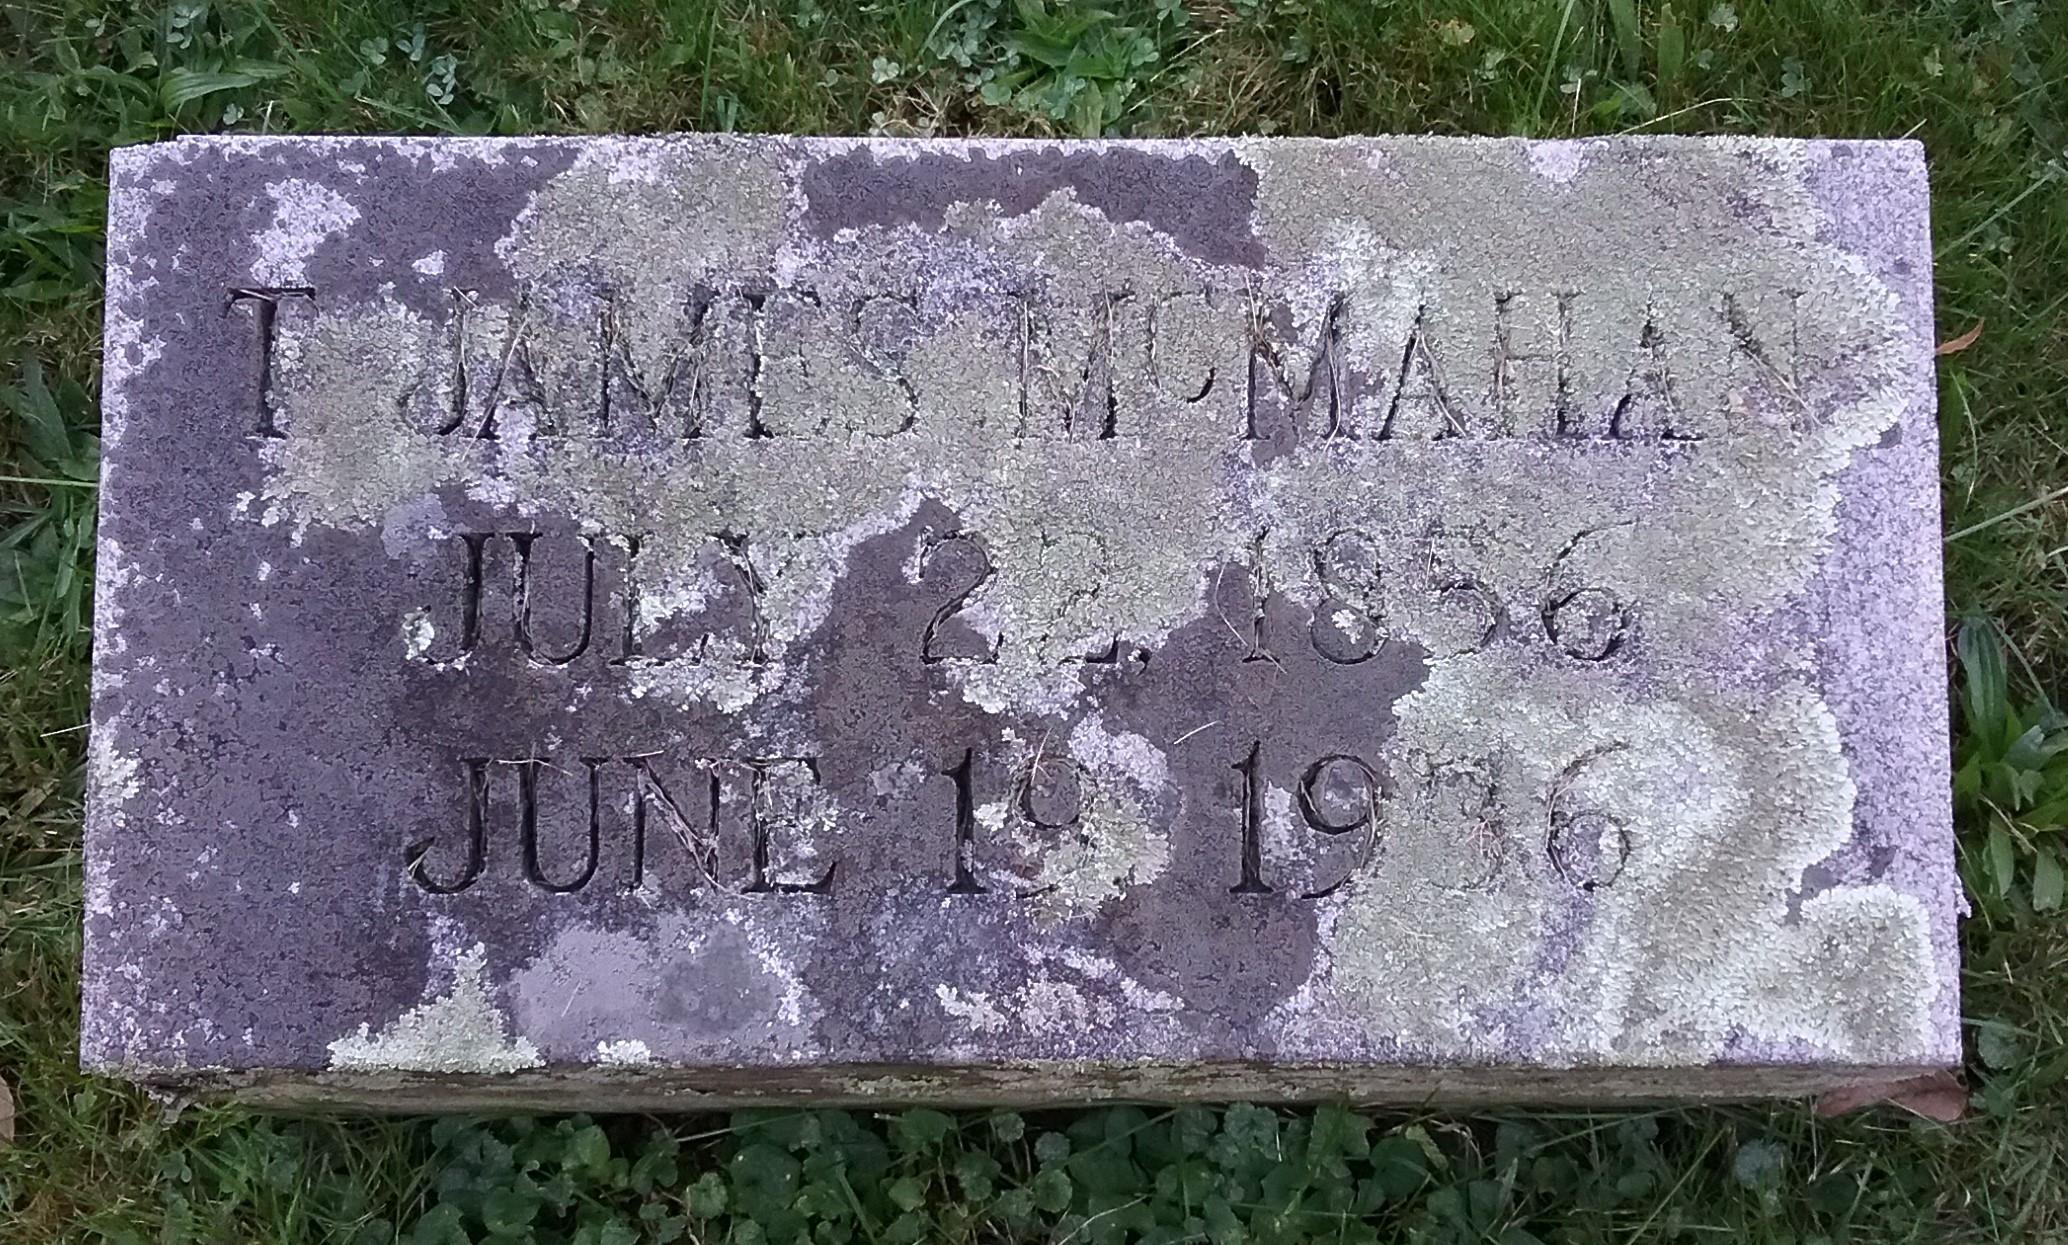 T JAMES McMAHAN
JULY 22, 1856
JUNE 19 1936